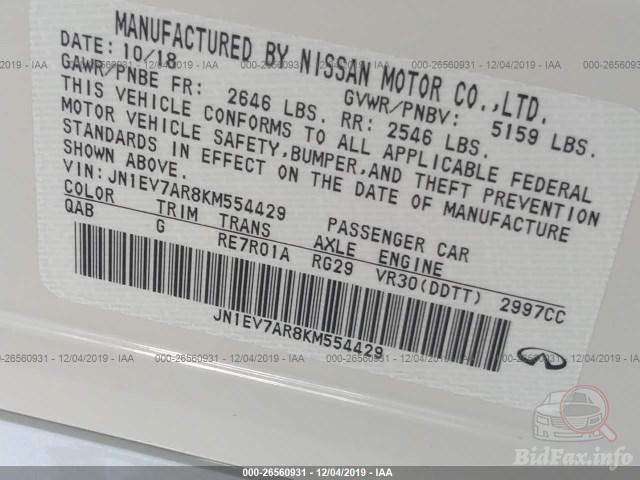 MANUFACTURED BY NISSAN MOTOR CO.,LTD.
DATE: 10/18 GVWR/PNBV: 5159 LBS.
GAWR/PNBE FR: 2646 LBS. RR: 2546 LBS.
THIS VEHICLE CONFORMS TO ALL APPLICABLE FEDERAL
MOTOR VEHICLE SAFETY,BUMPER,AND THEFT PREVENTION
STANDARDS IN EFFECT ON THE DATE OF MANUFACTURE
SHOWN ABOVE.
VIN: JN1EV7AR8KM554429 PASSENGER CAR
COLOR TRIM TRANS AXLE ENGINE
QAB G RE7R01A RG29 VR30(DDTT) 2997CC
JN1EV7AR8KM554429
000-26560931 - 12/04/2019 - IAA
BidFax.info